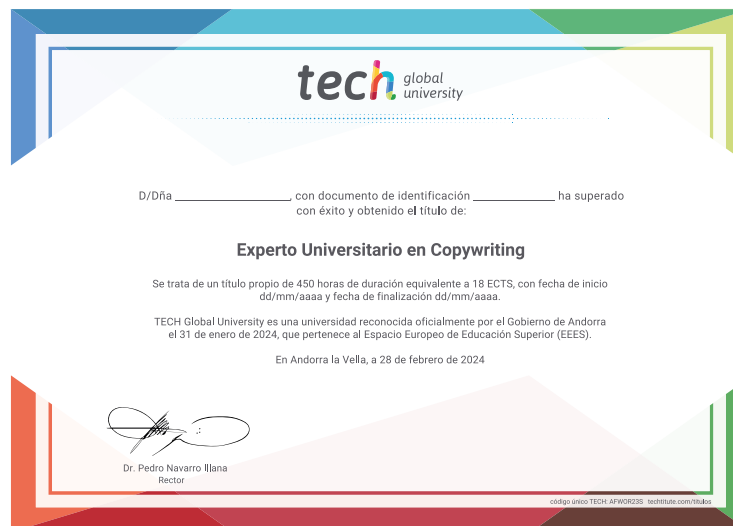 tech global university
D/Dña ____________________, con documento de identificación ______________ ha superado
con éxito y obtenido el título de:
Experto Universitario en Copywriting
Se trata de un título propio de 450 horas de duración equivalente a 18 ECTS, con fecha de inicio
dd/mm/aaaa y fecha de finalización dd/mm/aaaa.
TECH Global University es una universidad reconocida oficialmente por el Gobierno de Andorra
el 31 de enero de 2024, que pertenece al Espacio Europeo de Educación Superior (EEES).
En Andorra la Vella, a 28 de febrero de 2024
Dr. Pedro Navarro Illana
Rector
código único TECH: AFWOR23S techtitute.com/titulos